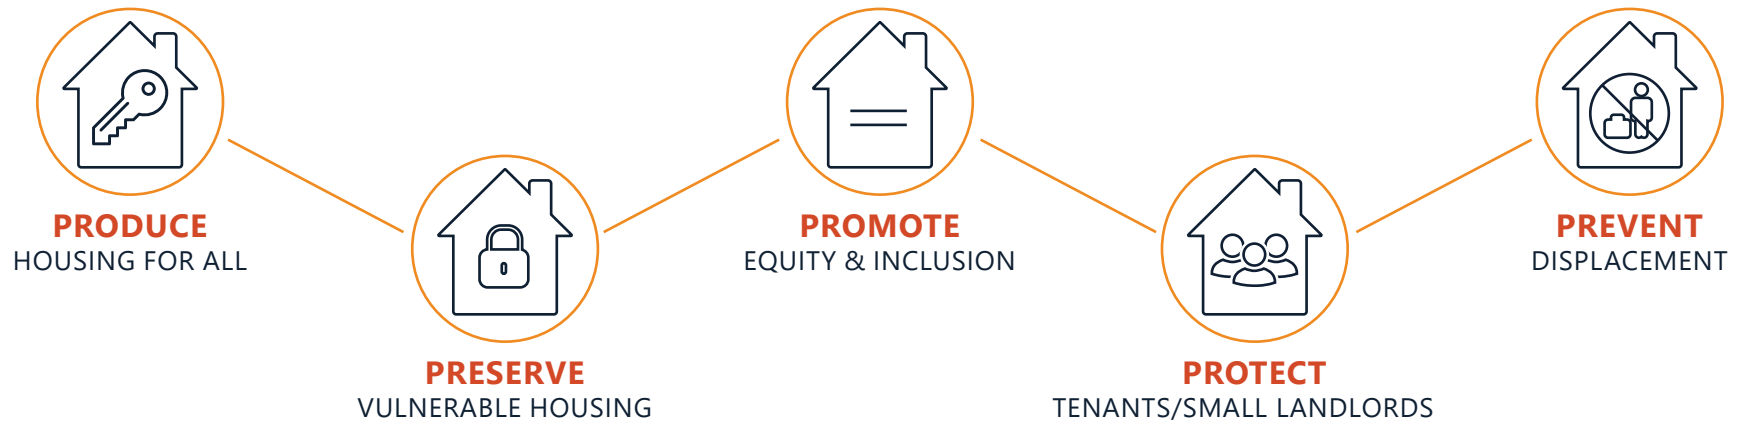 PRODUCE
HOUSING FOR ALL
PRESERVE
VULNERABLE HOUSING
PROMOTE
EQUITY & INCLUSION
PROTECT
TENANTS/SMALL LANDLORDS
PREVENT
DISPLACEMENT